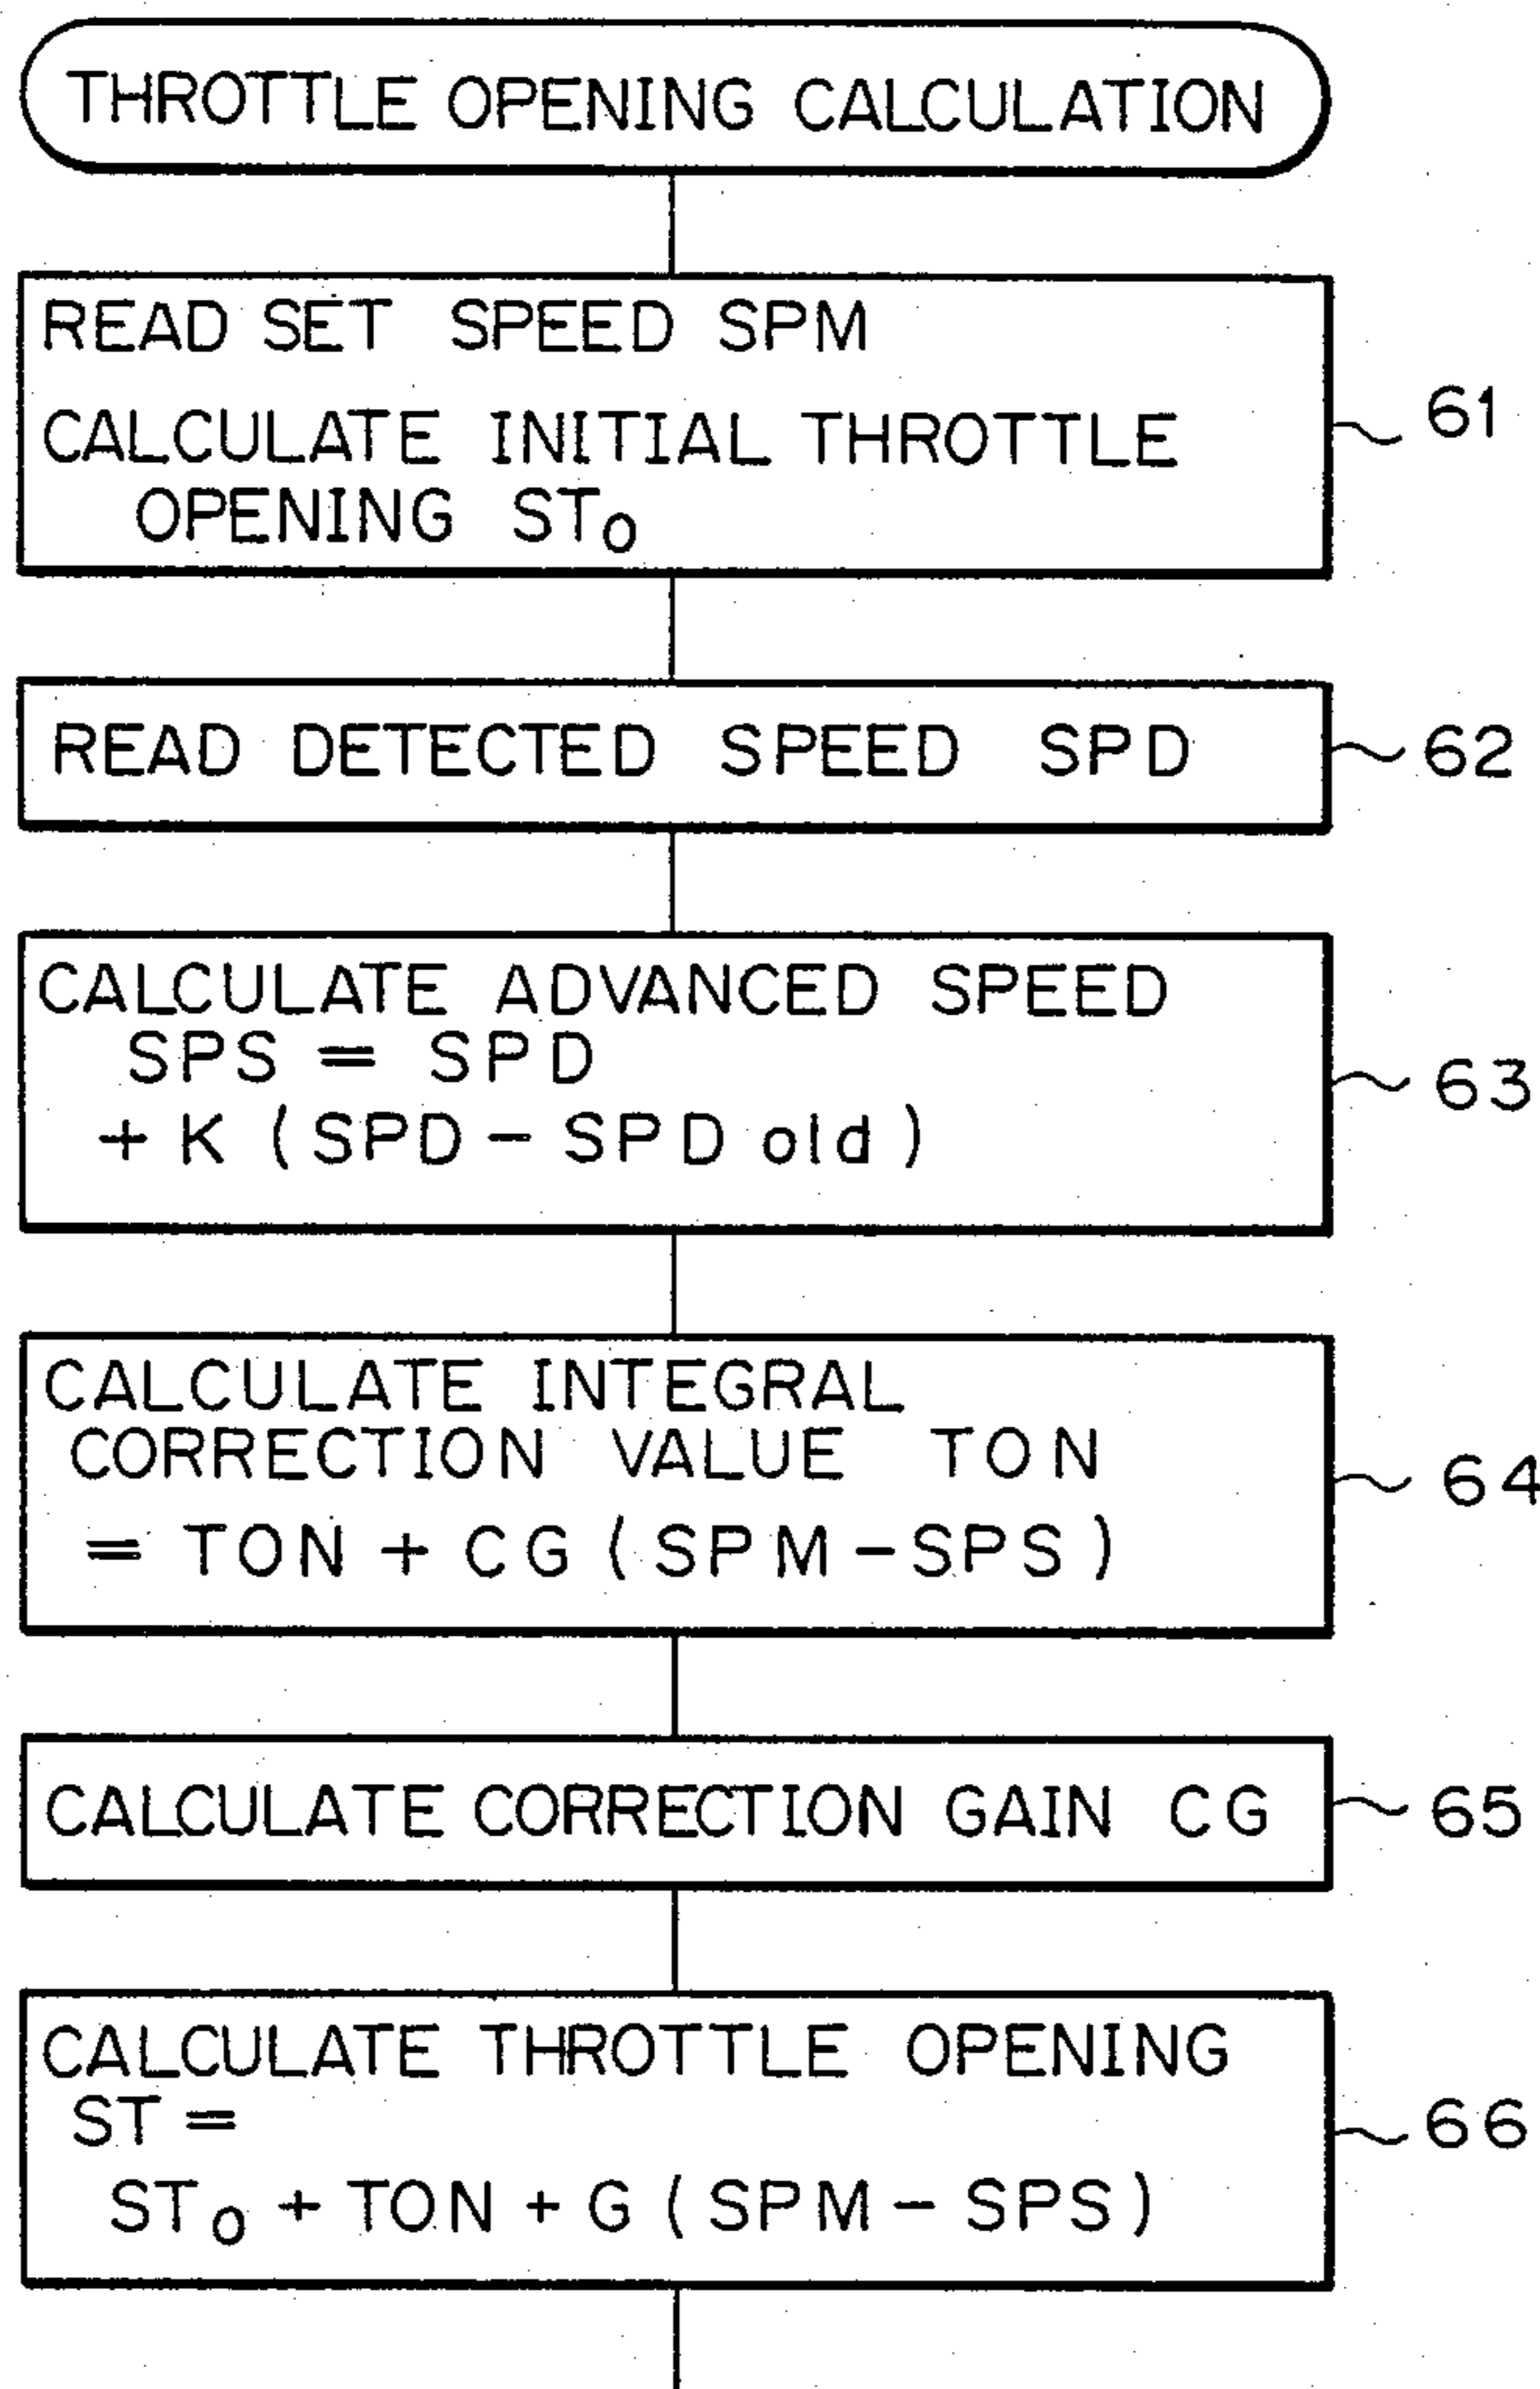 THROTTLE OPENING CALCULATION
READ SET SPEED SPM
CALCULATE INITIAL THROTTLE
OPENING ST₀
61
READ DETECTED SPEED SPD
62
CALCULATE ADVANCED SPEED
SPS = SPD
+ K (SPD - SPD old)
63
CALCULATE INTEGRAL
CORRECTION VALUE TON
= TON + CG (SPM - SPS)
64
CALCULATE CORRECTION GAIN CG
65
CALCULATE THROTTLE OPENING
ST =
ST₀ + TON + G (SPM - SPS)
66